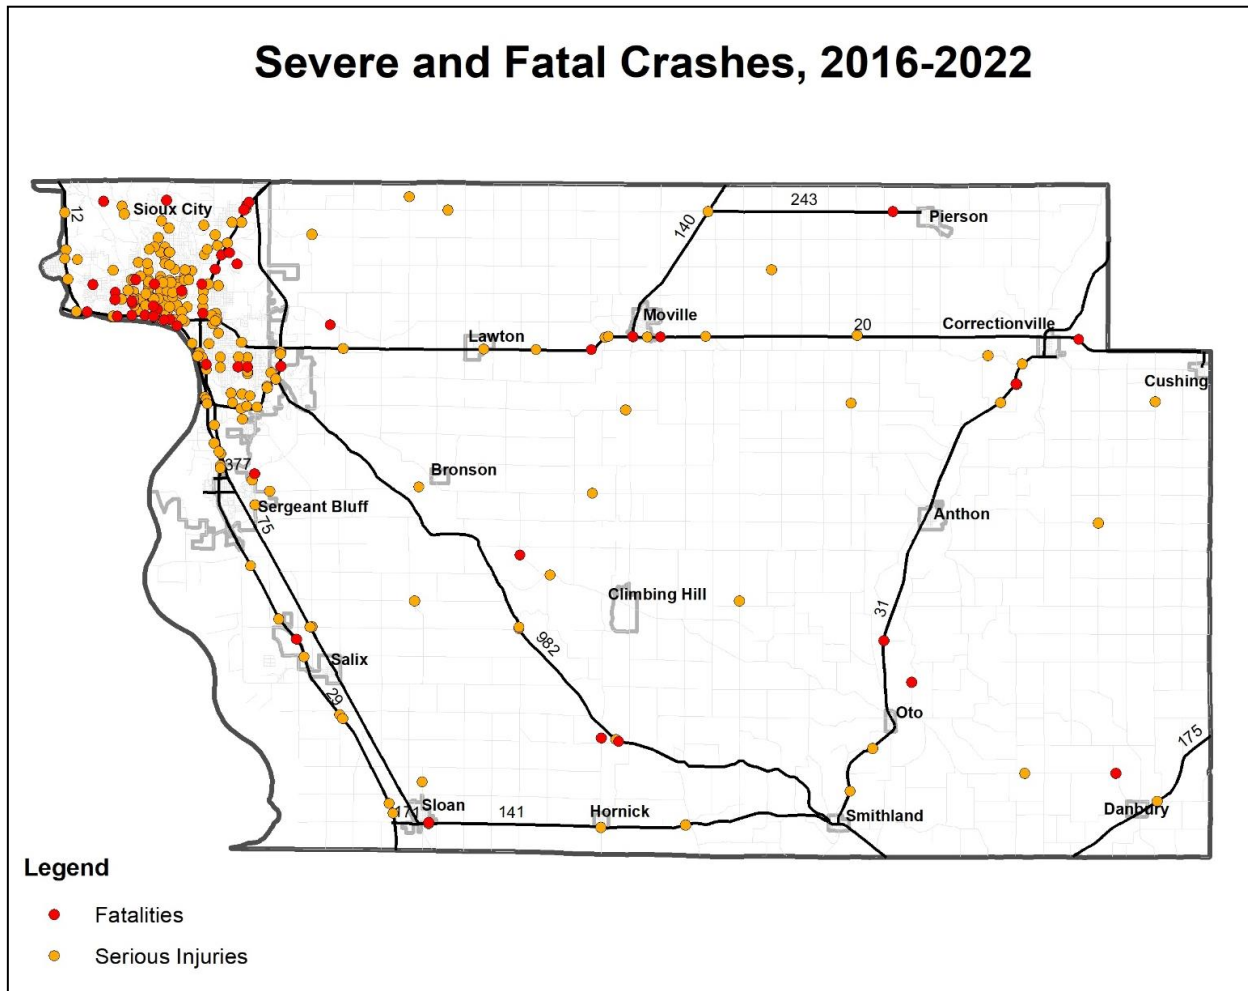 Severe and Fatal Crashes, 2016-2022
Sioux City
12
243
Pierson
140
Moville
20
Correctionville
Lawton
Cushing
Bronson
377
Sergeant Bluff
75
Anthon
Climbing Hill
31
982
Salix
29
Oto
175
Sloan
171
141
Hornick
Smithland
Danbury
Legend
Fatalities
Serious Injuries